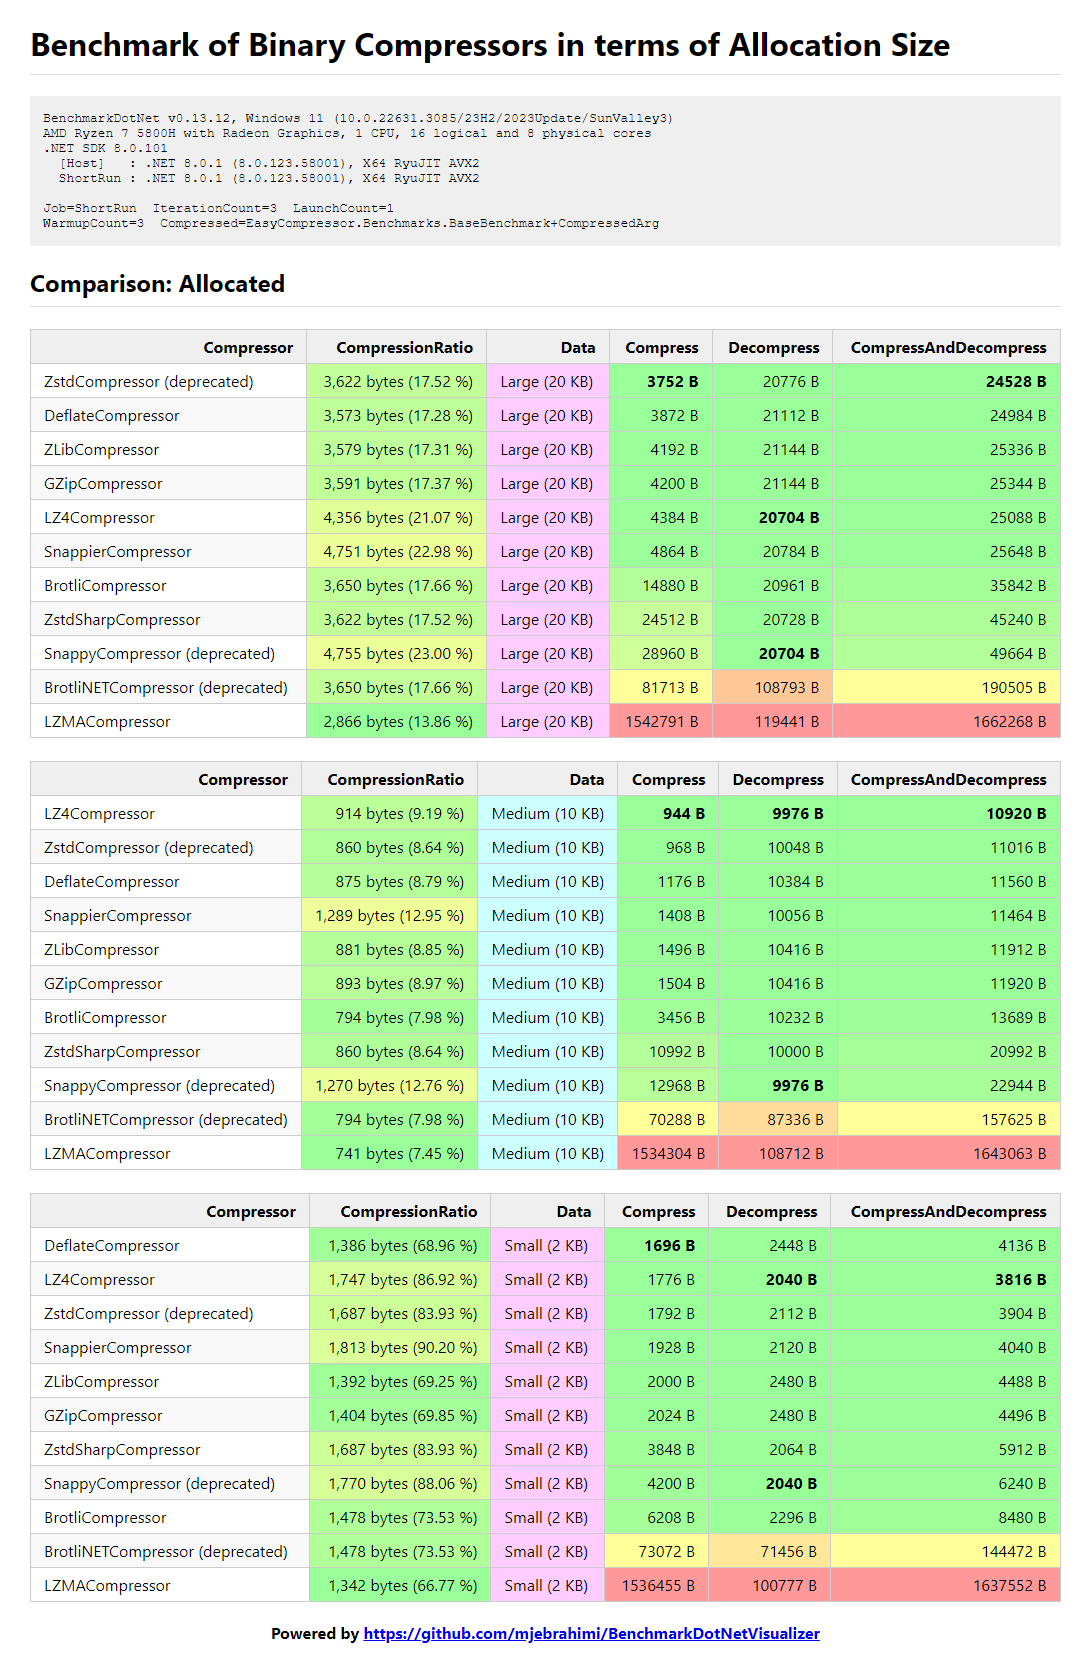 Benchmark of Binary Compressors in terms of Allocation Size
BenchmarkDotNet v0.13.12, Windows 11 (10.0.22631.3085/23H2/2023Update/SunValley3)
AMD Ryzen 7 5800H with Radeon Graphics, 1 CPU, 16 logical and 8 physical cores
.NET SDK 8.0.101
[Host]   : .NET 8.0.1 (8.0.123.58001), X64 RyuJIT AVX2
ShortRun : .NET 8.0.1 (8.0.123.58001), X64 RyuJIT AVX2
Job=ShortRun  IterationCount=3  LaunchCount=1
WarmupCount=3  Compressed=EasyCompressor.Benchmarks.BaseBenchmark+CompressedArg
Comparison: Allocated
Compressor CompressionRatio Data Compress Decompress CompressAndDecompress
ZstdCompressor (deprecated) 3,622 bytes (17.52 %) Large (20 KB) 3752 B 20776 B 24528 B
DeflateCompressor 3,573 bytes (17.28 %) Large (20 KB) 3872 B 21112 B 24984 B
ZLibCompressor 3,579 bytes (17.31 %) Large (20 KB) 4192 B 21144 B 25336 B
GZipCompressor 3,591 bytes (17.37 %) Large (20 KB) 4200 B 21144 B 25344 B
LZ4Compressor 4,356 bytes (21.07 %) Large (20 KB) 4384 B 20704 B 25088 B
SnappierCompressor 4,751 bytes (22.98 %) Large (20 KB) 4864 B 20784 B 25648 B
BrotliCompressor 3,650 bytes (17.66 %) Large (20 KB) 14880 B 20961 B 35842 B
ZstdSharpCompressor 3,622 bytes (17.52 %) Large (20 KB) 24512 B 20728 B 45240 B
SnappyCompressor (deprecated) 4,755 bytes (23.00 %) Large (20 KB) 28960 B 20704 B 49664 B
BrotliNETCompressor (deprecated) 3,650 bytes (17.66 %) Large (20 KB) 81713 B 108793 B 190505 B
LZMACompressor 2,866 bytes (13.86 %) Large (20 KB) 1542791 B 119441 B 1662268 B
Compressor CompressionRatio Data Compress Decompress CompressAndDecompress
LZ4Compressor 914 bytes (9.19 %) Medium (10 KB) 944 B 9976 B 10920 B
ZstdCompressor (deprecated) 860 bytes (8.64 %) Medium (10 KB) 968 B 10048 B 11016 B
DeflateCompressor 875 bytes (8.79 %) Medium (10 KB) 1176 B 10384 B 11560 B
SnappierCompressor 1,289 bytes (12.95 %) Medium (10 KB) 1408 B 10056 B 11464 B
ZLibCompressor 881 bytes (8.85 %) Medium (10 KB) 1496 B 10416 B 11912 B
GZipCompressor 893 bytes (8.97 %) Medium (10 KB) 1504 B 10416 B 11920 B
BrotliCompressor 794 bytes (7.98 %) Medium (10 KB) 3456 B 10232 B 13689 B
ZstdSharpCompressor 860 bytes (8.64 %) Medium (10 KB) 10992 B 10000 B 20992 B
SnappyCompressor (deprecated) 1,270 bytes (12.76 %) Medium (10 KB) 12968 B 9976 B 22944 B
BrotliNETCompressor (deprecated) 794 bytes (7.98 %) Medium (10 KB) 70288 B 87336 B 157625 B
LZMACompressor 741 bytes (7.45 %) Medium (10 KB) 1534304 B 108712 B 1643063 B
Compressor CompressionRatio Data Compress Decompress CompressAndDecompress
DeflateCompressor 1,386 bytes (68.96 %) Small (2 KB) 1696 B 2448 B 4136 B
LZ4Compressor 1,747 bytes (86.92 %) Small (2 KB) 1776 B 2040 B 3816 B
ZstdCompressor (deprecated) 1,687 bytes (83.93 %) Small (2 KB) 1792 B 2112 B 3904 B
SnappierCompressor 1,813 bytes (90.20 %) Small (2 KB) 1928 B 2120 B 4040 B
ZLibCompressor 1,392 bytes (69.25 %) Small (2 KB) 2000 B 2480 B 4488 B
GZipCompressor 1,404 bytes (69.85 %) Small (2 KB) 2024 B 2480 B 4496 B
ZstdSharpCompressor 1,687 bytes (83.93 %) Small (2 KB) 3848 B 2064 B 5912 B
SnappyCompressor (deprecated) 1,770 bytes (88.06 %) Small (2 KB) 4200 B 2040 B 6240 B
BrotliCompressor 1,478 bytes (73.53 %) Small (2 KB) 6208 B 2296 B 8480 B
BrotliNETCompressor (deprecated) 1,478 bytes (73.53 %) Small (2 KB) 73072 B 71456 B 144472 B
LZMACompressor 1,342 bytes (66.77 %) Small (2 KB) 1536455 B 100777 B 1637552 B
Powered by https://github.com/mjebrahimi/BenchmarkDotNetVisualizer